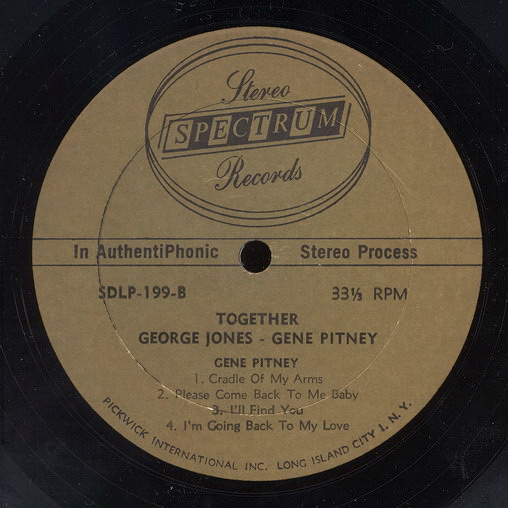 Stereo
SPECTRUM
Records
In AuthentiPhonic Stereo Process
SDLP-199-B 33⅓ RPM
TOGETHER
GEORGE JONES - GENE PITNEY
GENE PITNEY
1. Cradle Of My Arms
2. Please Come Back To Me Baby
3. I'll Find You
4. I'm Going Back To My Love
PICKWICK INTERNATIONAL INC. LONG ISLAND CITY 1, N. Y.